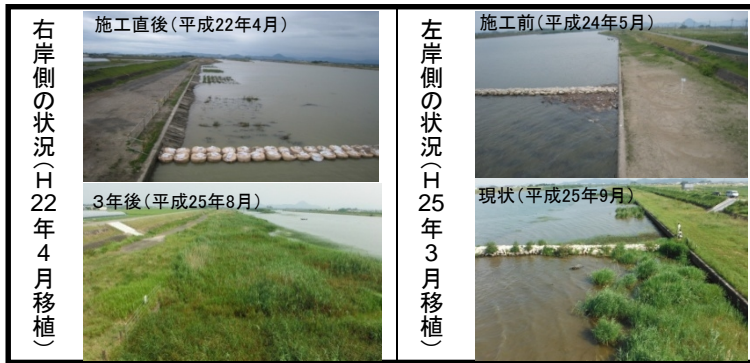 右岸側の状況(H22年4月移植)
施工直後(平成22年4月)
3年後(平成25年8月)
左岸側の状況(H25年3月移植)
施工前(平成24年5月)
現状(平成25年9月)